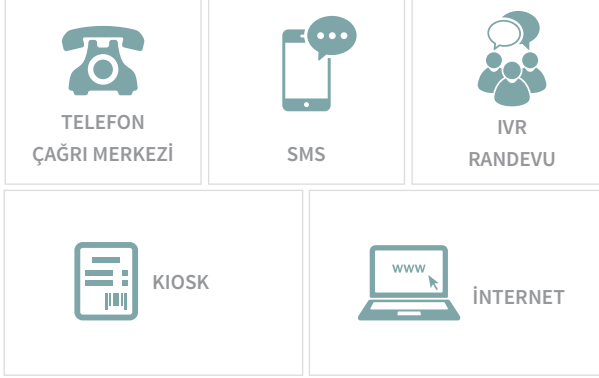 TELEFON
ÇAĞRI MERKEZİ
SMS
IVR
RANDEVU
KIOSK
www
İNTERNET